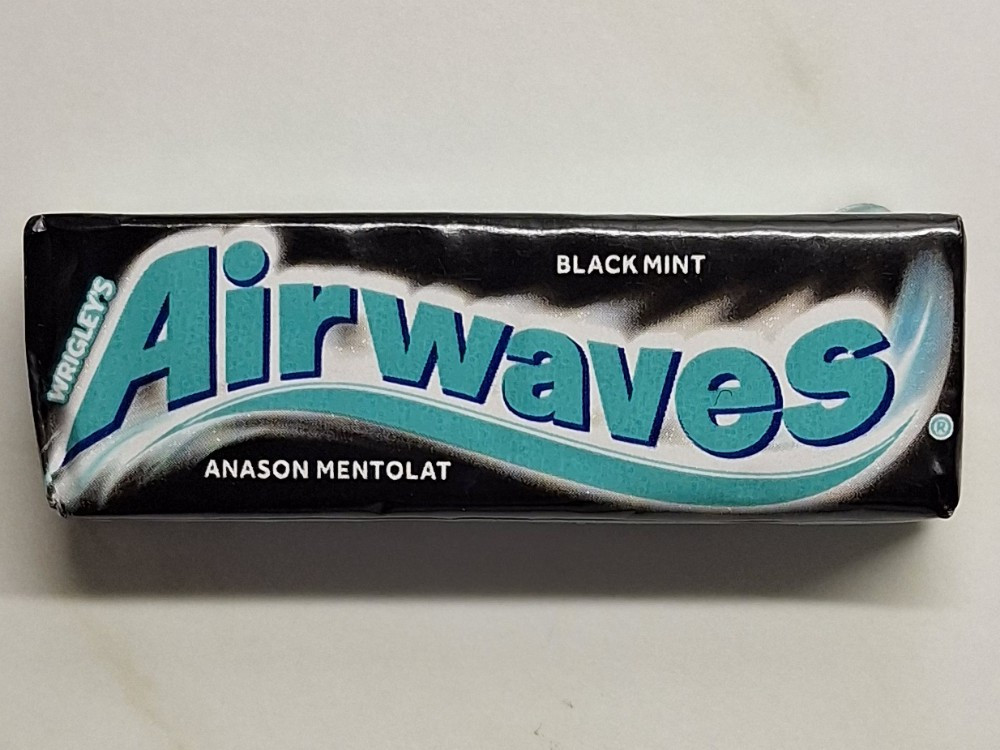 WRIGLEY'S
Airwaves
BLACK MINT
®
ANASON MENTOLAT